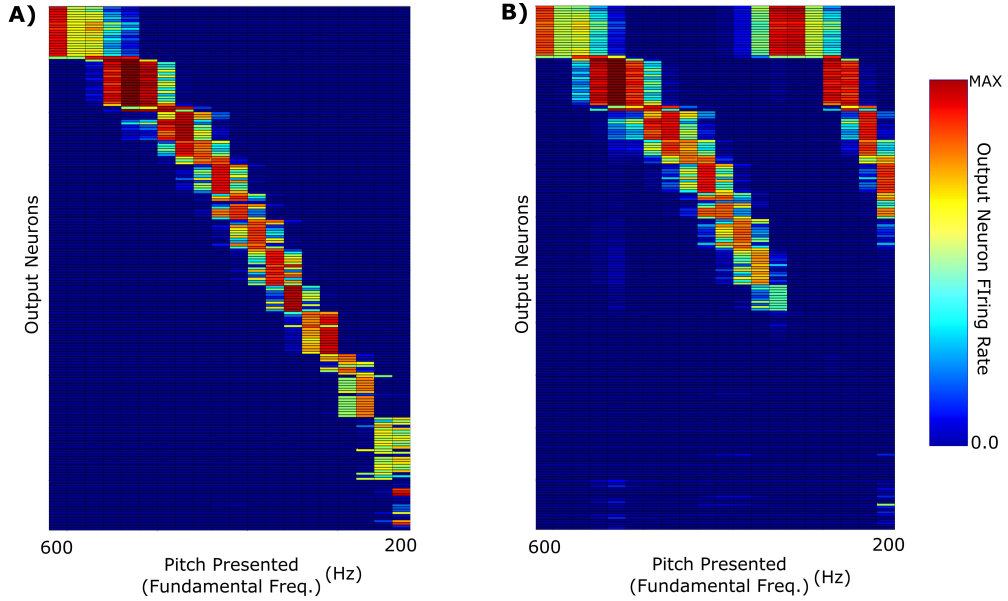 A)
Output Neurons
600
200
Pitch Presented
(Fundamental Freq.) (Hz)
B)
Output Neurons
600
200
Pitch Presented
(Fundamental Freq.) (Hz)
MAX
Output Neuron FIring Rate
0.0